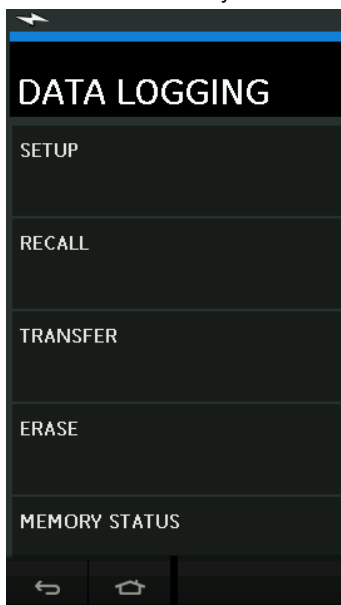 DATA LOGGING
SETUP
RECALL
TRANSFER
ERASE
MEMORY STATUS